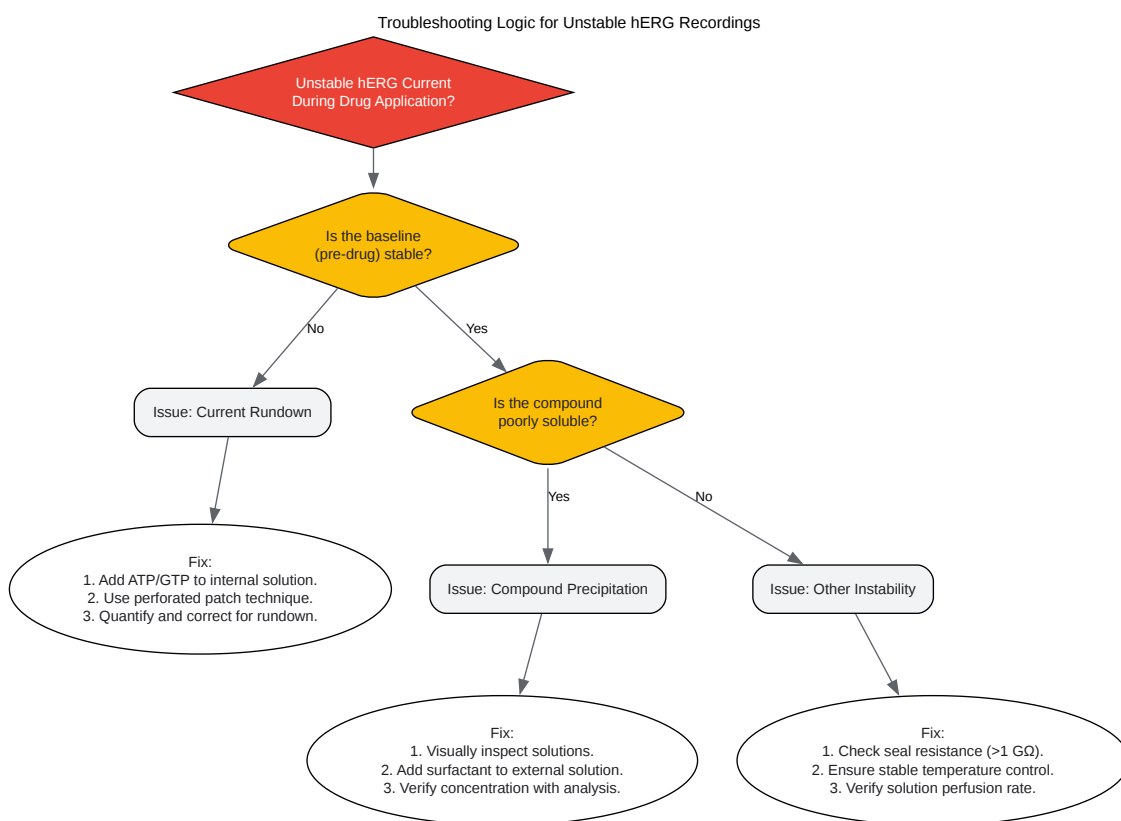 Troubleshooting Logic for Unstable hERG Recordings
Unstable hERG Current
During Drug Application?
Is the baseline
(pre-drug) stable?
No
Yes
Issue: Current Rundown
Is the compound
poorly soluble?
Yes
No
Fix:
1. Add ATP/GTP to internal solution.
2. Use perforated patch technique.
3. Quantify and correct for rundown.
Issue: Compound Precipitation
Issue: Other Instability
Fix:
1. Visually inspect solutions.
2. Add surfactant to external solution.
3. Verify concentration with analysis.
Fix:
1. Check seal resistance (>1 GΩ).
2. Ensure stable temperature control.
3. Verify solution perfusion rate.